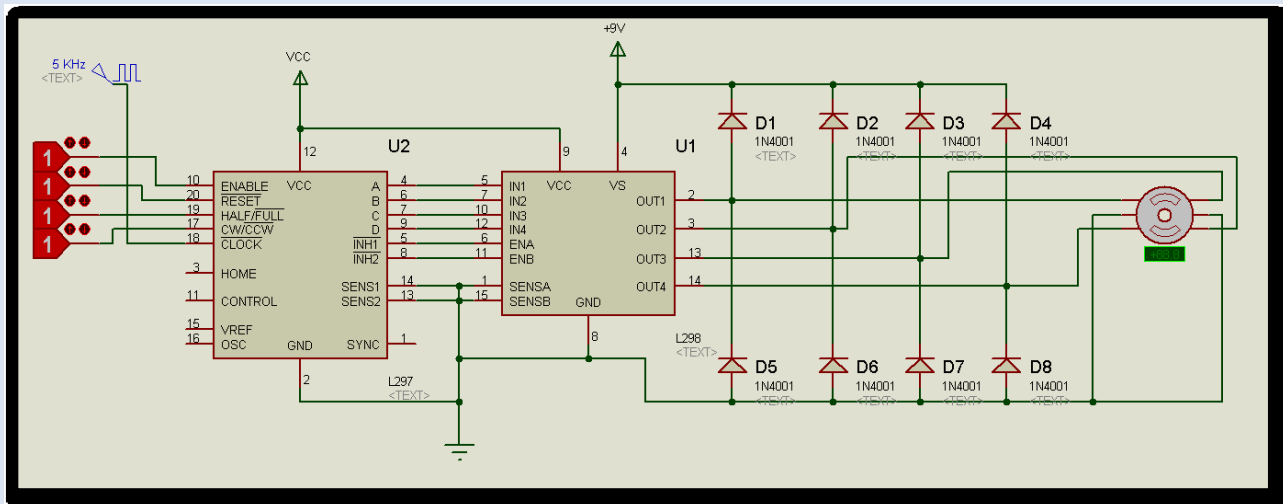 +9V
VCC
5 KHz
<TEXT>
1
1
1
1
U2
12
VCC
10 ENABLE
20 RESET
19 HALF/FULL
17 CW/CCW
18 CLOCK
3 HOME
11 CONTROL
15 VREF
16 OSC
GND
2
A 4
B 6
C 7
D 9
INH1 5
INH2 8
SENS1 14
SENS2 13
SYNC 1
L297
<TEXT>
U1
9
4
VCC
VS
5 IN1
7 IN2
10 IN3
12 IN4
6 ENA
11 ENB
1 SENSA
15 SENSB
GND
8
OUT1 2
OUT2 3
OUT3 13
OUT4 14
L298
<TEXT>
D1
1N4001
<TEXT>
D2
1N4001
<TEXT>
D3
1N4001
<TEXT>
D4
1N4001
<TEXT>
D5
1N4001
<TEXT>
D6
1N4001
<TEXT>
D7
1N4001
<TEXT>
D8
1N4001
<TEXT>